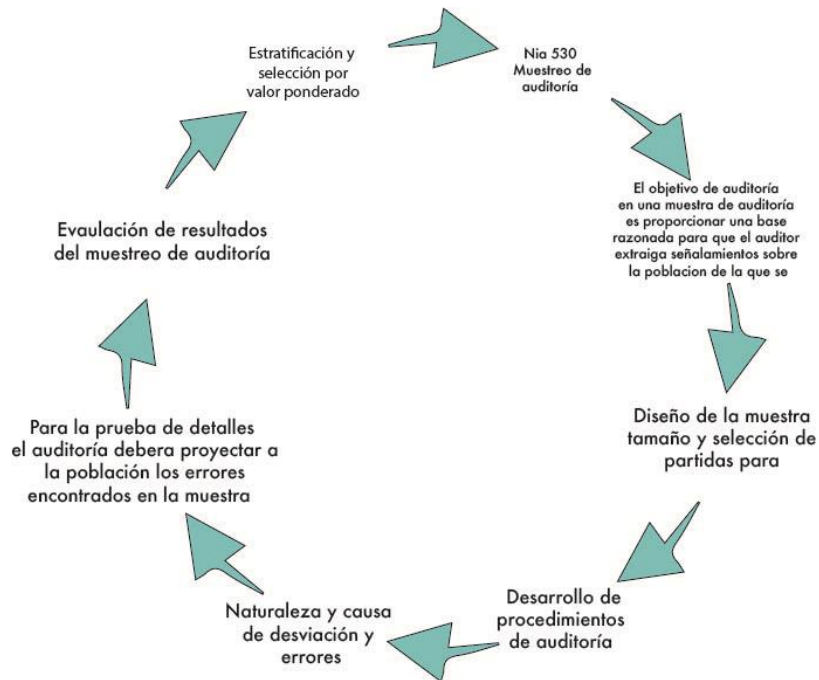 Estratificación y
selección por
valor ponderado
Nia 530
Muestreo de
auditoría
El objetivo de auditoría
en una muestra de auditoría
es proporcionar una base
razonada para que el auditor
extraiga señalamientos sobre
la poblacion de la que se
Diseño de la muestra
tamaño y selección de
partidas para
Desarrollo de
procedimientos
de auditoría
Naturaleza y causa
de desviación y
errores
Para la prueba de detalles
el auditoría debera proyectar a
la población los errores
encontrados en la muestra
Evaulación de resultados
del muestreo de auditoría